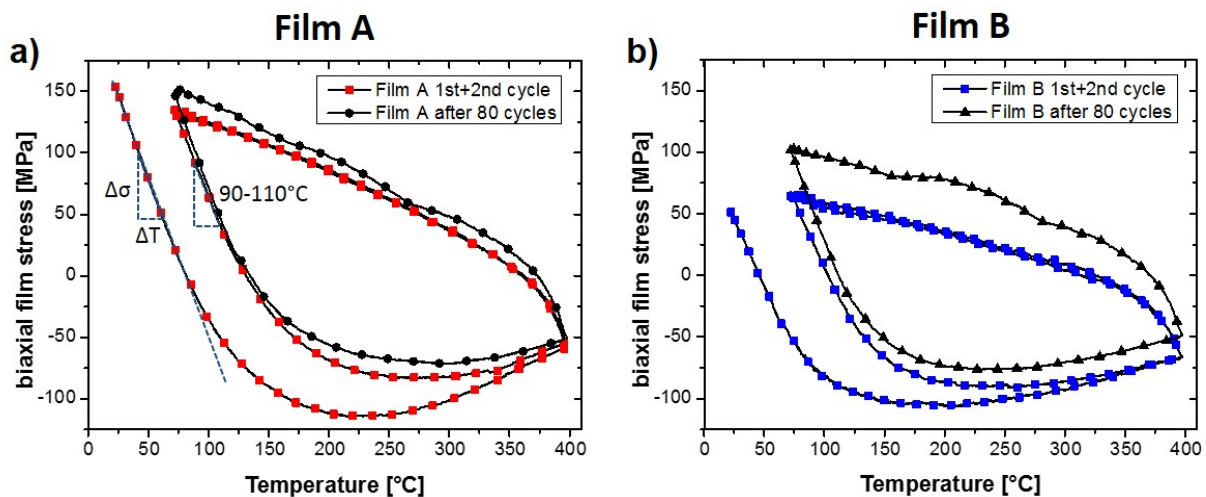 Film A
a)
Film A 1st+2nd cycle
Film A after 80 cycles
150
100
50
0
-50
-100
biaxial film stress [MPa]
Δσ
ΔT
90-110°C
0 50 100 150 200 250 300 350 400
Temperature [°C]
Film B
b)
Film B 1st+2nd cycle
Film B after 80 cycles
150
100
50
0
-50
-100
biaxial film stress [MPa]
0 50 100 150 200 250 300 350 400
Temperature [°C]